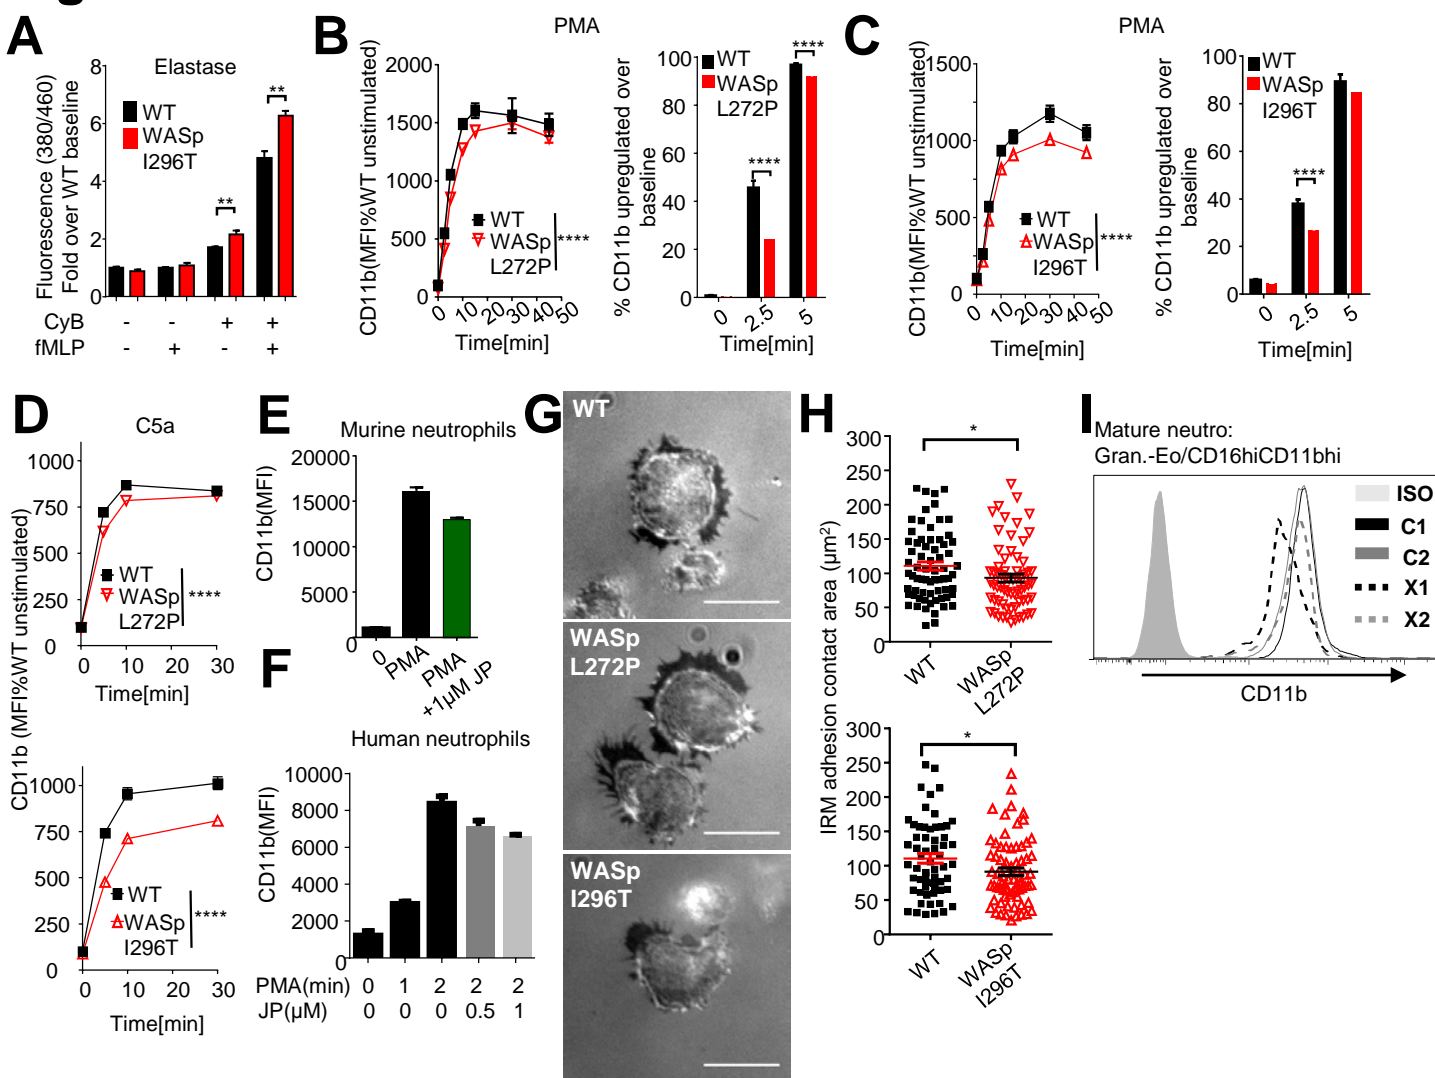 A
Elastase
Fluorescence (380/460)
Fold over WT baseline
8
6
4
2
0
WT
WASp
I296T
**
**
CyB - - + +
fMLP - + - +
B
PMA
CD11b(MFI%WT unstimulated)
2000
1500
1000
500
0
WT
WASp
L272P
****
0 10 20 30 40 50
Time[min]
% CD11b upregulated over
baseline
100
80
60
40
20
0
WT
WASp
L272P
****
****
0 2.5 5
Time[min]
C
PMA
CD11b(MFI%WT unstimulated)
1500
1000
500
0
WT
WASp
I296T
****
0 10 20 30 40 50
Time[min]
% CD11b upregulated over
baseline
100
80
60
40
20
0
WT
WASp
I296T
****
0 2.5 5
Time[min]
D
C5a
CD11b (MFI%WT unstimulated)
1000
750
500
250
0
WT
WASp
L272P
****
0 10 20 30
Time[min]
1000
750
500
250
0
WT
WASp
I296T
****
0 10 20 30
Time[min]
E
Murine neutrophils
CD11b(MFI)
20000
15000
10000
5000
0
0
PMA
PMA
+1µM JP
F
Human neutrophils
CD11b(MFI)
10000
8000
6000
4000
2000
0
PMA(min) 0 1 2 2 2
JP(µM) 0 0 0 0.5 1
G
WT
WASp
L272P
WASp
I296T
H
IRM adhesion contact area (µm²)
300
250
200
150
100
50
0
*
WT
WASp
L272P
300
250
200
150
100
50
0
*
WT
WASp
I296T
I
Mature neutro:
Gran.-Eo/CD16hiCD11bhi
ISO
C1
C2
X1
X2
CD11b